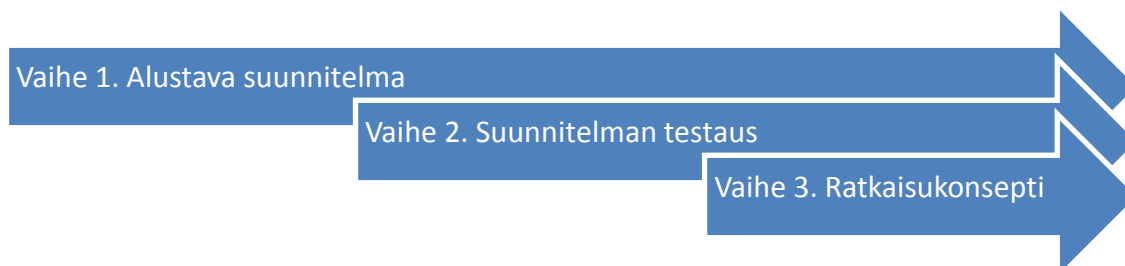 Vaihe 1. Alustava suunnitelma
Vaihe 2. Suunnitelman testaus
Vaihe 3. Ratkaisukonsepti